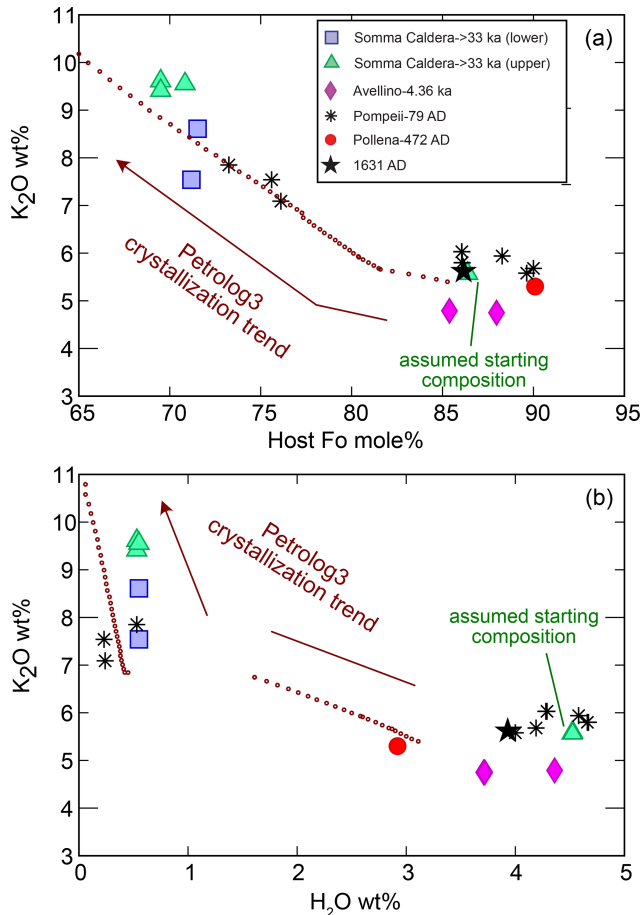 (a)
Somma Caldera->33 ka (lower)
Somma Caldera->33 ka (upper)
Avellino-4.36 ka
Pompeii-79 AD
Pollena-472 AD
1631 AD
11
10
9
8
7
6
5
4
3
K2O wt%
Petrolog3
crystallization trend
assumed starting
composition
65
70
75
80
85
90
95
Host Fo mole%
(b)
11
10
9
8
7
6
5
4
3
K2O wt%
Petrolog3
crystallization trend
assumed starting
composition
0
1
2
3
4
5
H2O wt%